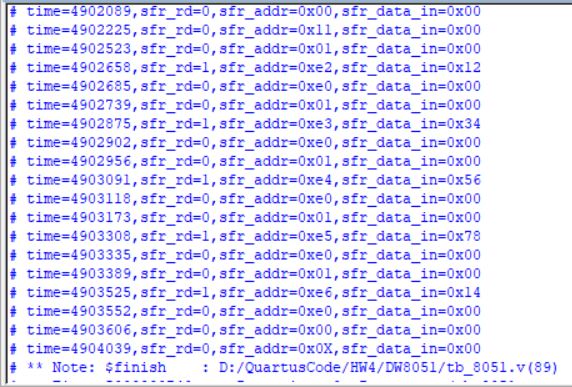 # time=4902089,sfr_rd=0,sfr_addr=0x00,sfr_data_in=0x00
# time=4902225,sfr_rd=0,sfr_addr=0x11,sfr_data_in=0x00
# time=4902523,sfr_rd=0,sfr_addr=0x01,sfr_data_in=0x00
# time=4902658,sfr_rd=1,sfr_addr=0xe2,sfr_data_in=0x12
# time=4902685,sfr_rd=0,sfr_addr=0xe0,sfr_data_in=0x00
# time=4902739,sfr_rd=0,sfr_addr=0x01,sfr_data_in=0x00
# time=4902875,sfr_rd=1,sfr_addr=0xe3,sfr_data_in=0x34
# time=4902902,sfr_rd=0,sfr_addr=0xe0,sfr_data_in=0x00
# time=4902956,sfr_rd=0,sfr_addr=0x01,sfr_data_in=0x00
# time=4903091,sfr_rd=1,sfr_addr=0xe4,sfr_data_in=0x56
# time=4903118,sfr_rd=0,sfr_addr=0xe0,sfr_data_in=0x00
# time=4903173,sfr_rd=0,sfr_addr=0x01,sfr_data_in=0x00
# time=4903308,sfr_rd=1,sfr_addr=0xe5,sfr_data_in=0x78
# time=4903335,sfr_rd=0,sfr_addr=0xe0,sfr_data_in=0x00
# time=4903389,sfr_rd=0,sfr_addr=0x01,sfr_data_in=0x00
# time=4903525,sfr_rd=1,sfr_addr=0xe6,sfr_data_in=0x14
# time=4903552,sfr_rd=0,sfr_addr=0xe0,sfr_data_in=0x00
# time=4903606,sfr_rd=0,sfr_addr=0x00,sfr_data_in=0x00
# time=4904039,sfr_rd=0,sfr_addr=0x0X,sfr_data_in=0x00
# ** Note: $finish    : D:/QuartusCode/HW4/DW8051/tb_8051.v(89)